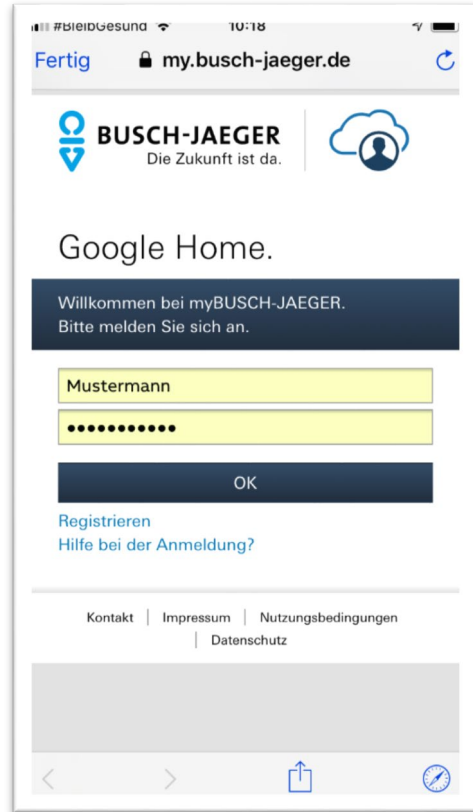 #BleibGesund 10:18
Fertig my.busch-jaeger.de
BUSCH-JAEGER
Die Zukunft ist da.
Google Home.
Willkommen bei myBUSCH-JAEGER.
Bitte melden Sie sich an.
Mustermann
•••••••••••
OK
Registrieren
Hilfe bei der Anmeldung?
Kontakt | Impressum | Nutzungsbedingungen
| Datenschutz